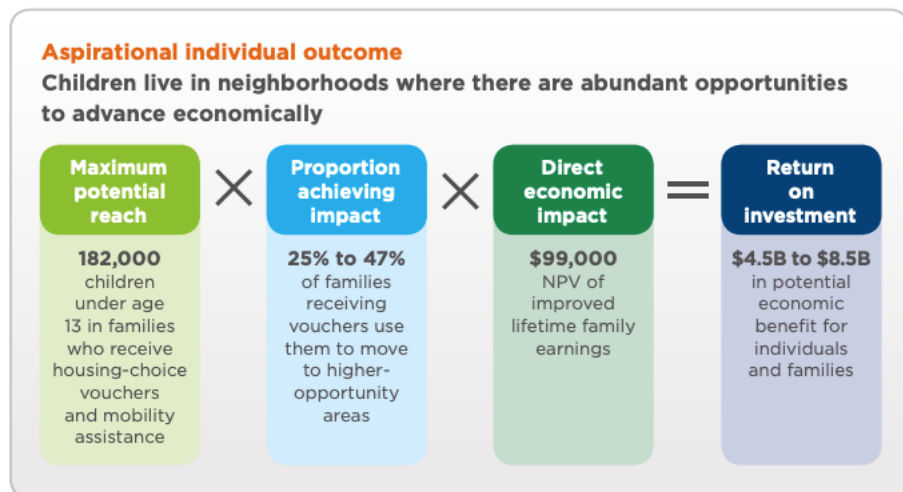 Aspirational individual outcome
Children live in neighborhoods where there are abundant opportunities
to advance economically
Maximum
potential
reach
×
Proportion
achieving
impact
×
Direct
economic
impact
=
Return
on
investment
182,000
children
under age
13 in families
who receive
housing-choice
vouchers
and mobility
assistance
25% to 47%
of families
receiving
vouchers use
them to move
to higher-
opportunity
areas
$99,000
NPV of
improved
lifetime family
earnings
$4.5B to $8.5B
in potential
economic
benefit for
individuals
and families